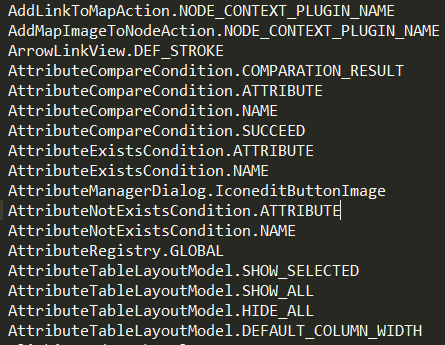 AddLinkToMapAction.NODE_CONTEXT_PLUGIN_NAME
AddMapImageToNodeAction.NODE_CONTEXT_PLUGIN_NAME
ArrowLinkView.DEF_STROKE
AttributeCompareCondition.COMPARATION_RESULT
AttributeCompareCondition.ATTRIBUTE
AttributeCompareCondition.NAME
AttributeCompareCondition.SUCCEED
AttributeExistsCondition.ATTRIBUTE
AttributeExistsCondition.NAME
AttributeManagerDialog.IconeditButtonImage
AttributeNotExistsCondition.ATTRIBUTE
AttributeNotExistsCondition.NAME
AttributeRegistry.GLOBAL
AttributeTableLayoutModel.SHOW_SELECTED
AttributeTableLayoutModel.SHOW_ALL
AttributeTableLayoutModel.HIDE_ALL
AttributeTableLayoutModel.DEFAULT_COLUMN_WIDTH